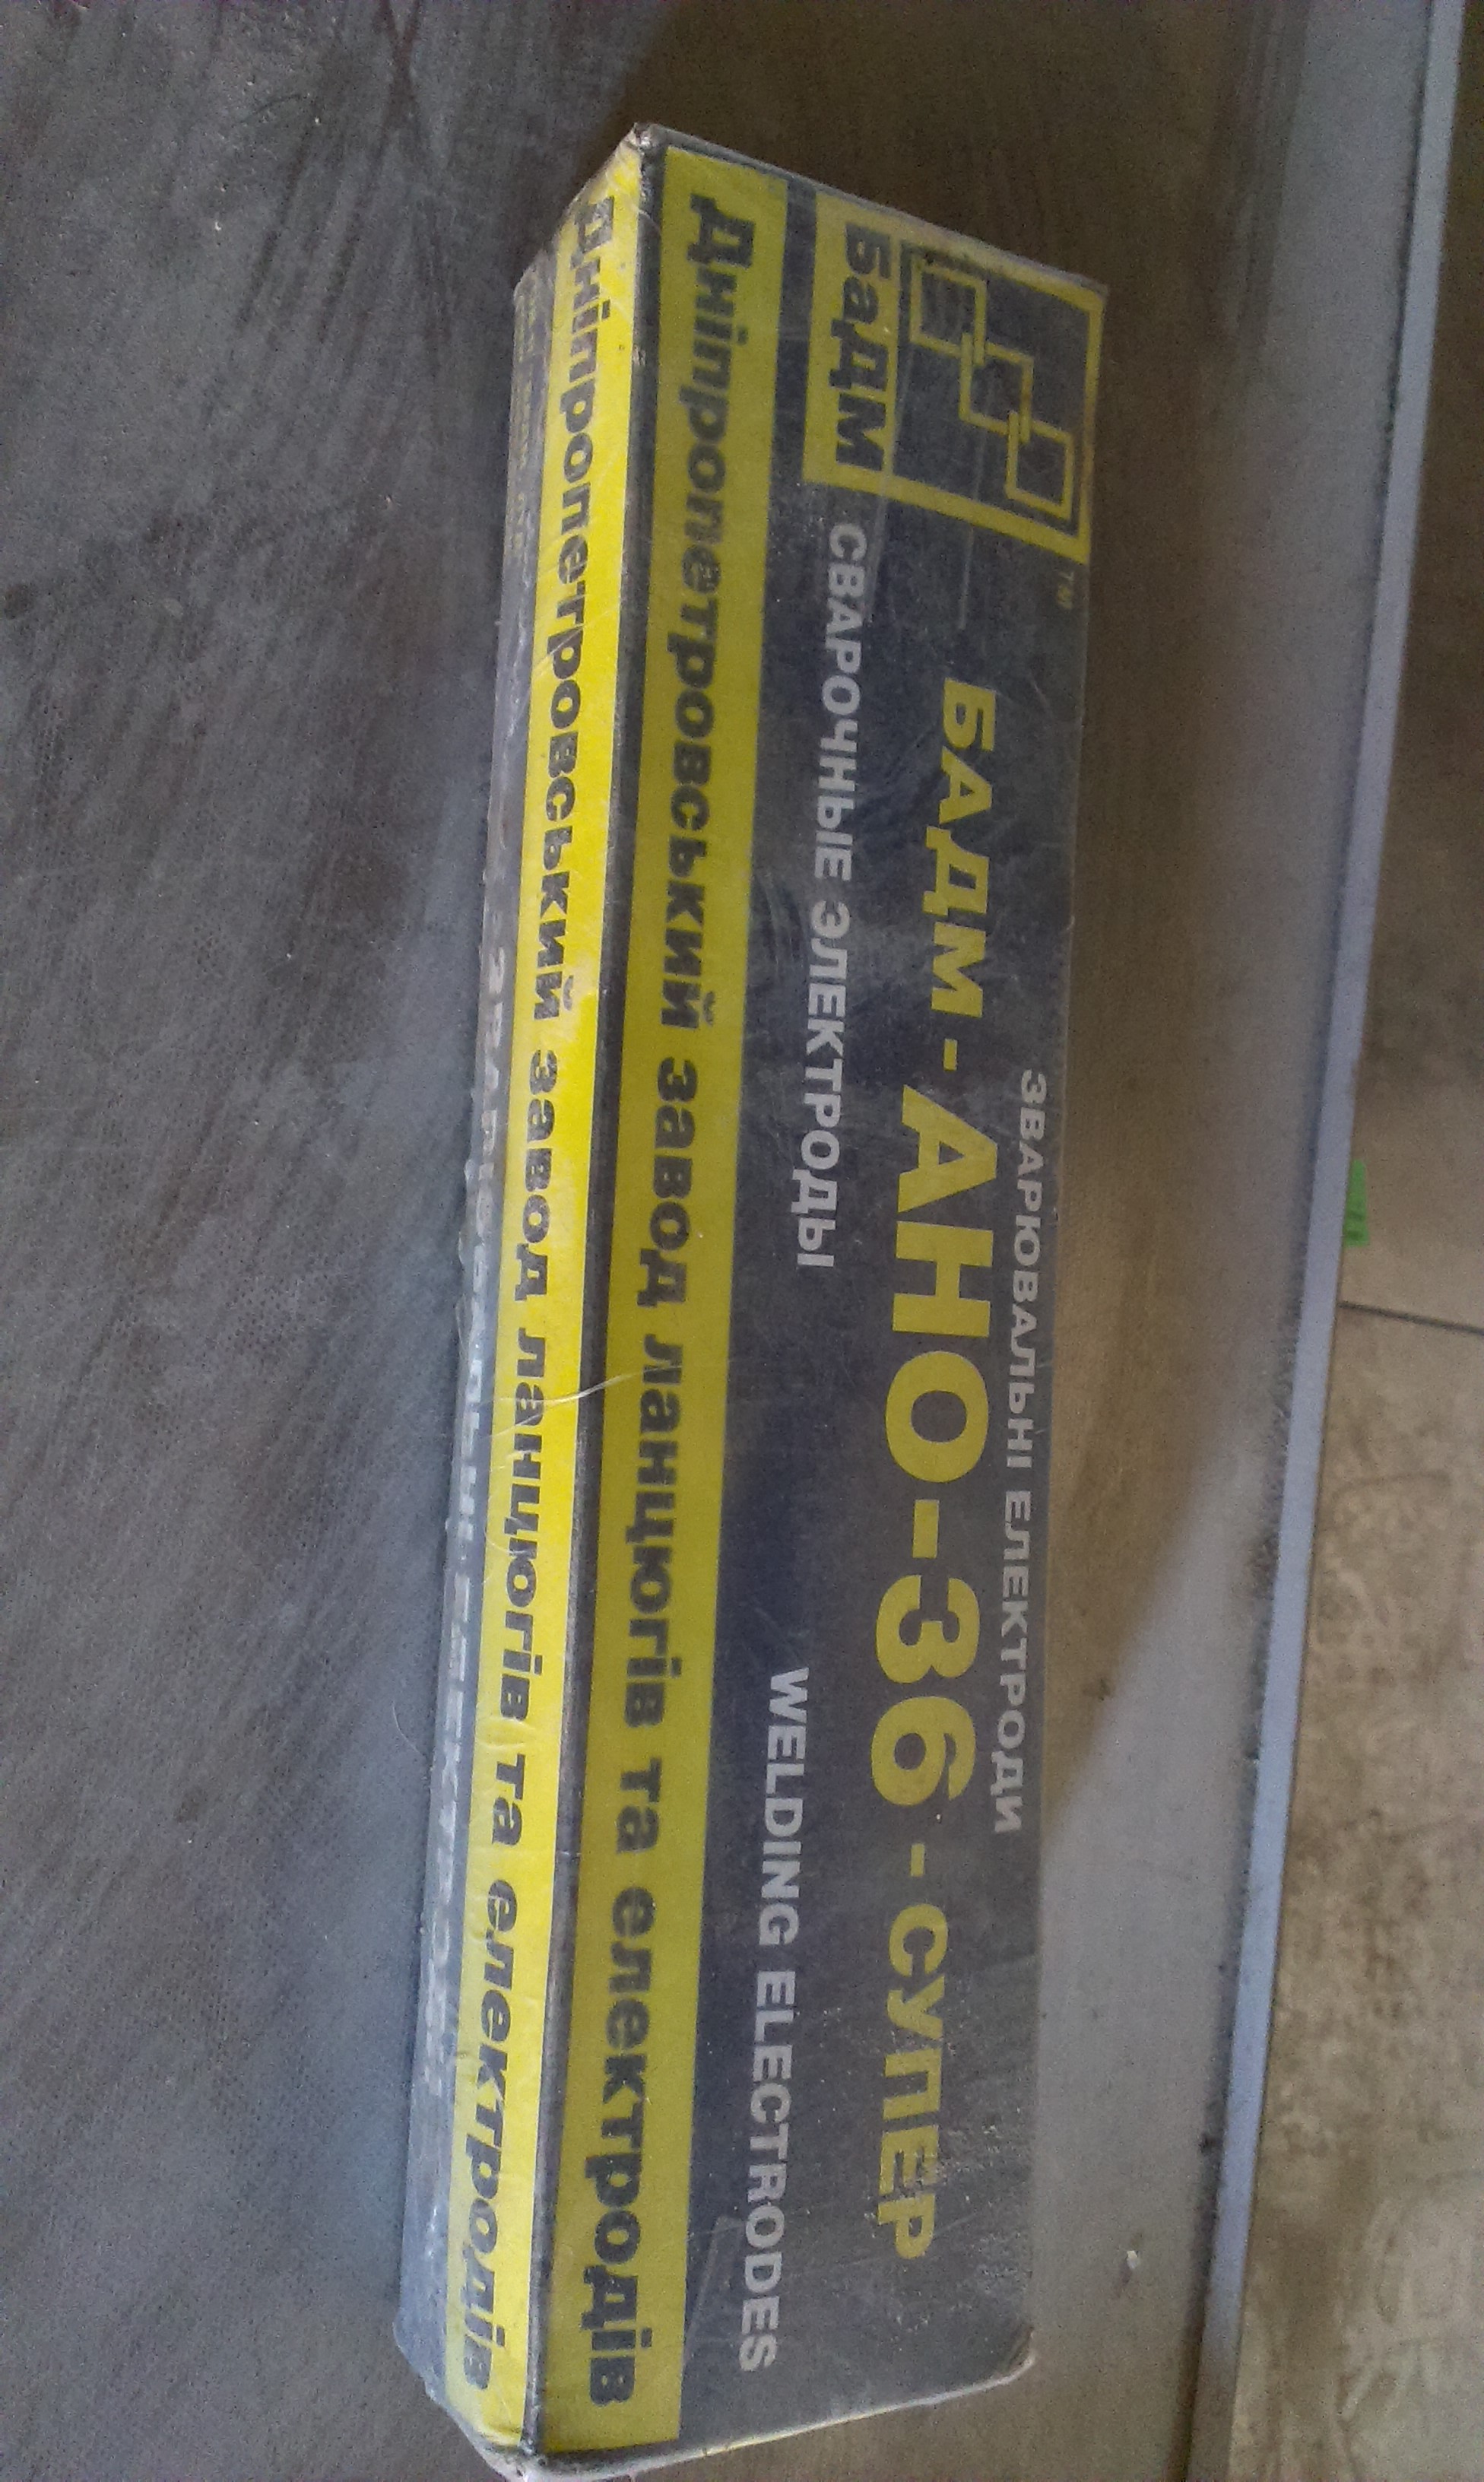 ЗВАРЮВАЛЬНІ ЕЛЕКТРОДИ
TM
БАДМ-АНО-36-СУПЕР
БаДМ
СВАРОЧНЫЕ ЭЛЕКТРОДЫ
WELDING ELECTRODES
Дніпропетровський завод ланцюгів та електродів
Дніпропетровський завод ланцюгів та електродів